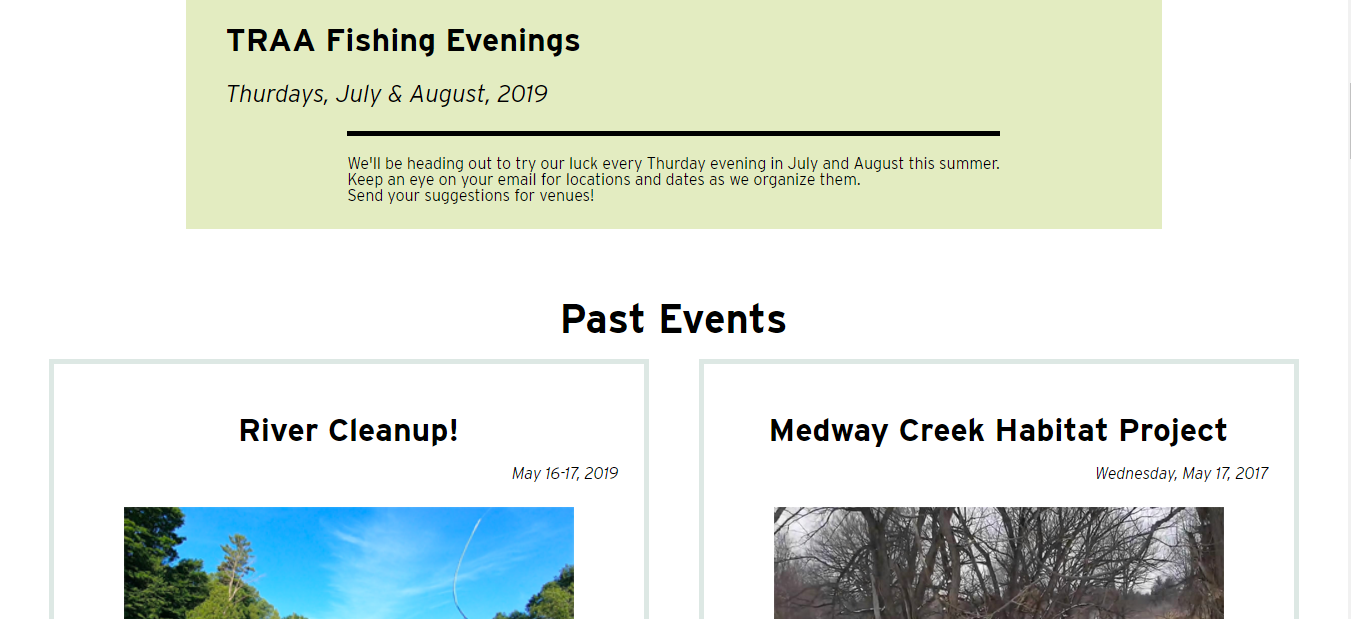 TRAA Fishing Evenings
Thurdays, July & August, 2019
We'll be heading out to try our luck every Thurday evening in July and August this summer.
Keep an eye on your email for locations and dates as we organize them.
Send your suggestions for venues!
Past Events
River Cleanup!
May 16-17, 2019
Medway Creek Habitat Project
Wednesday, May 17, 2017